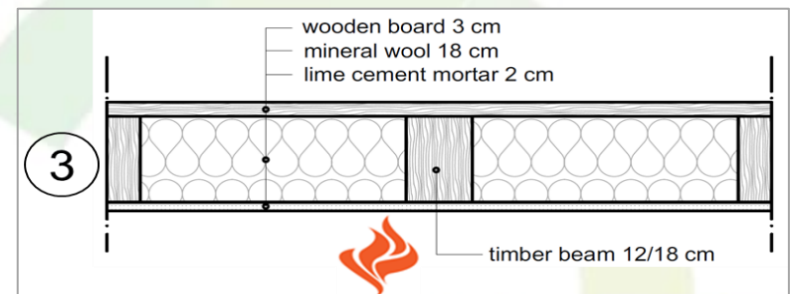 wooden board 3 cm
mineral wool 18 cm
lime cement mortar 2 cm
3
timber beam 12/18 cm